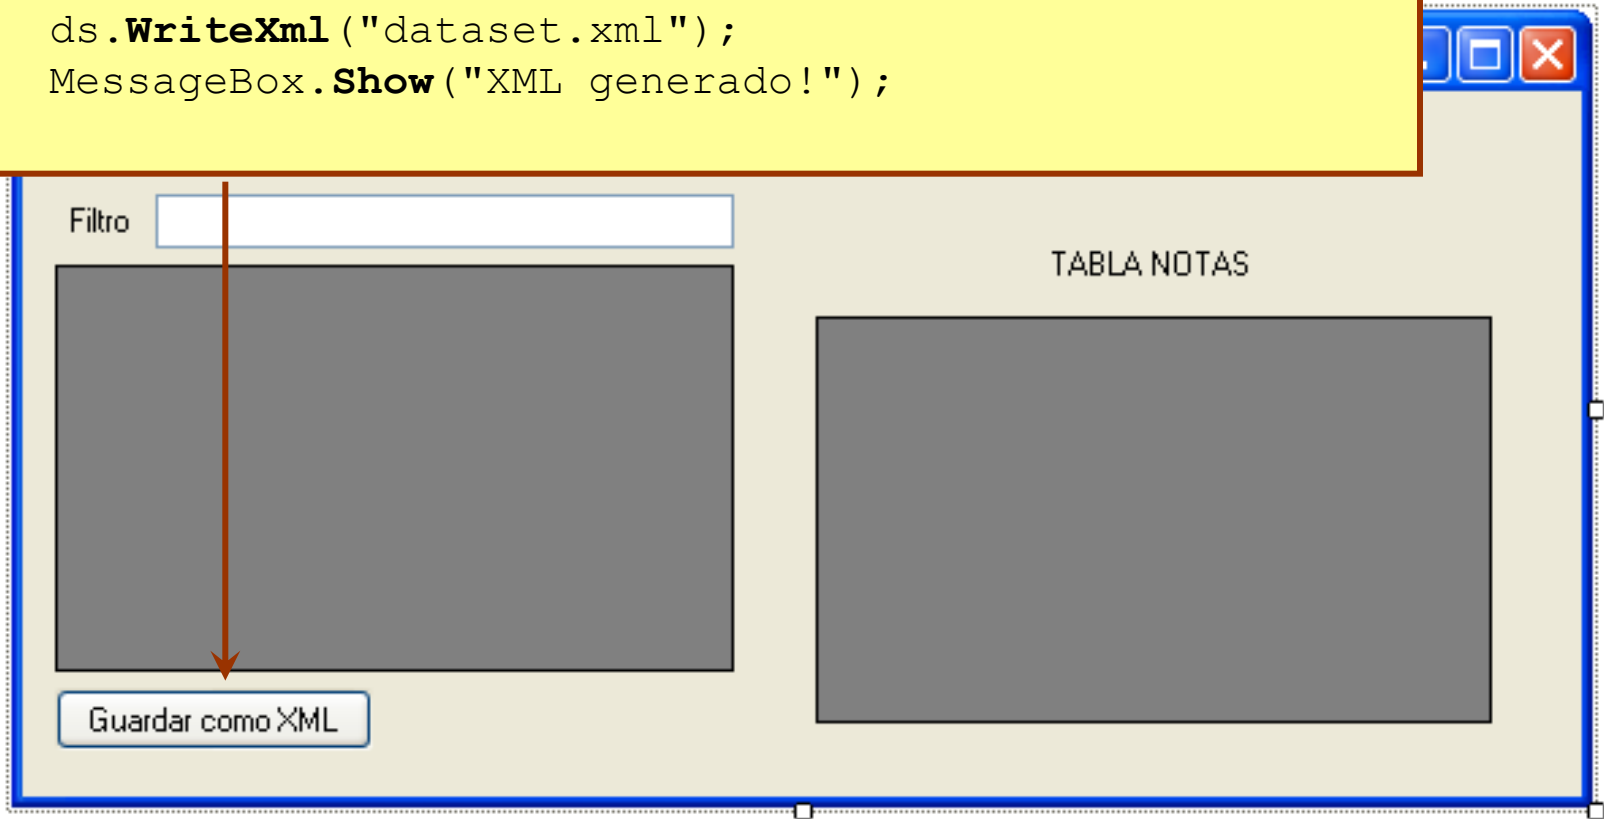 ds.WriteXml("dataset.xml");
MessageBox.Show("XML generado!");
Filtro
TABLA NOTAS
Guardar como XML